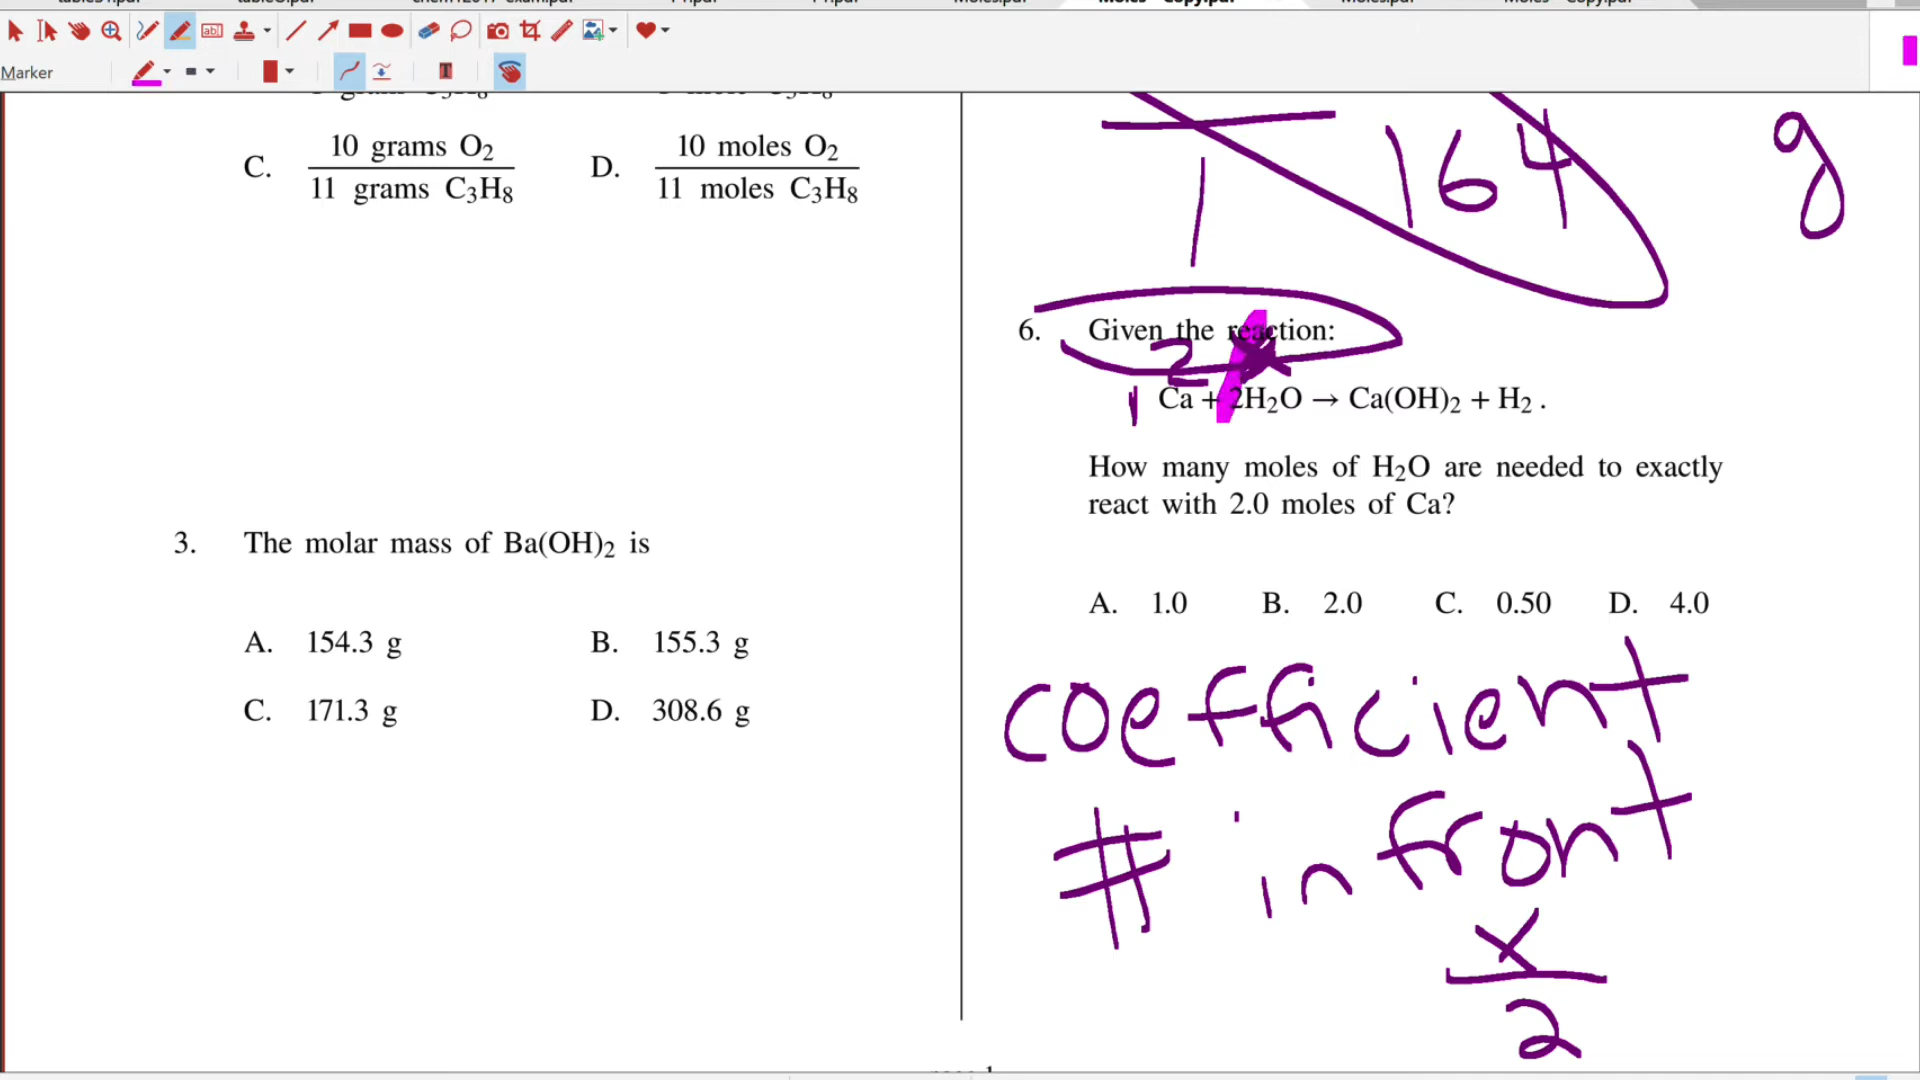 Marker
C. 10 grams O2 / 11 grams C3H8
D. 10 moles O2 / 11 moles C3H8
3. The molar mass of Ba(OH)2 is
A. 154.3 g
B. 155.3 g
C. 171.3 g
D. 308.6 g
1
164
g
6. Given the reaction:
2 x
1 Ca + 2H2O → Ca(OH)2 + H2 .
How many moles of H2O are needed to exactly
react with 2.0 moles of Ca?
A. 1.0 B. 2.0 C. 0.50 D. 4.0
coefficient
# in front
x
2